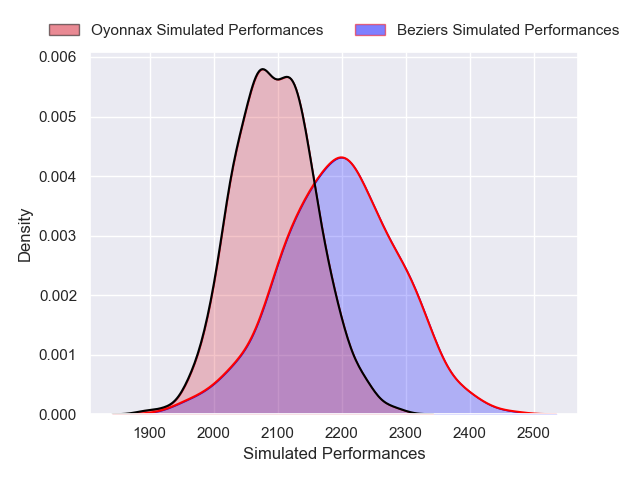 Oyonnax Simulated Performances Beziers Simulated Performances
0.006
0.005
0.004
0.003
0.002
0.001
0.000
Density
1900 2000 2100 2200 2300 2400 2500
Simulated Performances